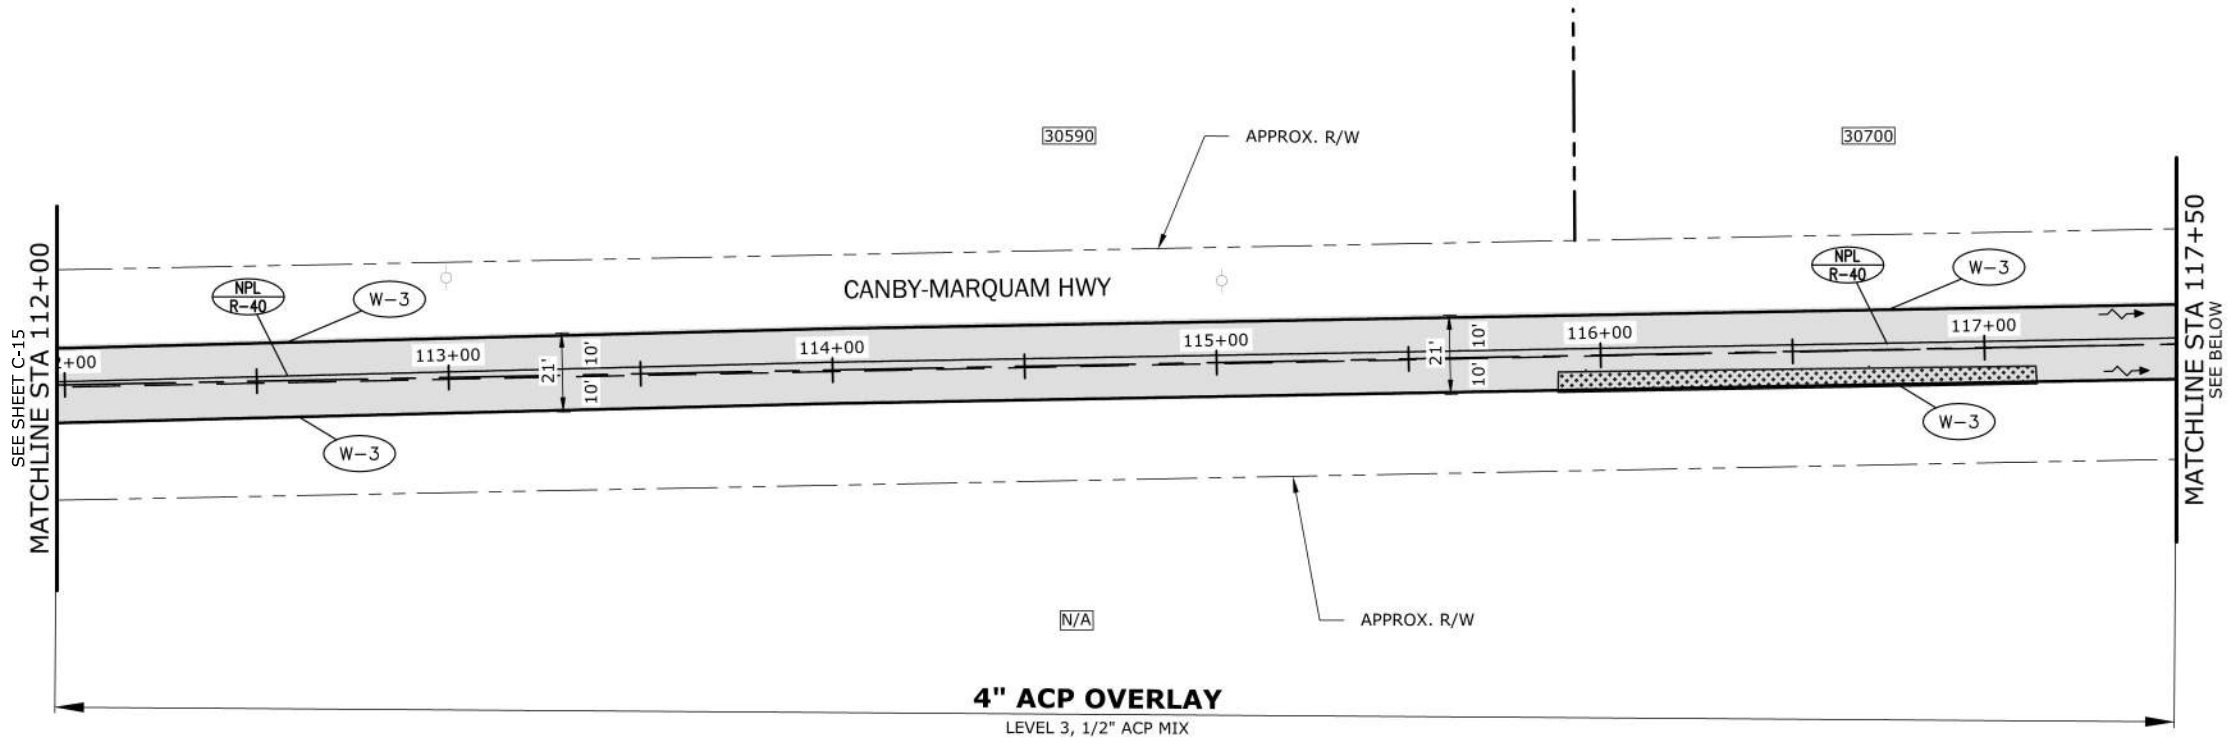 30590
APPROX. R/W
30700
SEE SHEET C-15
MATCHLINE STA 112+00
NPL
R-40
W-3
CANBY-MARQUAM HWY
NPL
R-40
W-3
MATCHLINE STA 117+50
SEE BELOW
+00
113+00
21'
10'
10'
114+00
115+00
21'
10'
10'
116+00
117+00
W-3
W-3
N/A
APPROX. R/W
4" ACP OVERLAY
LEVEL 3, 1/2" ACP MIX